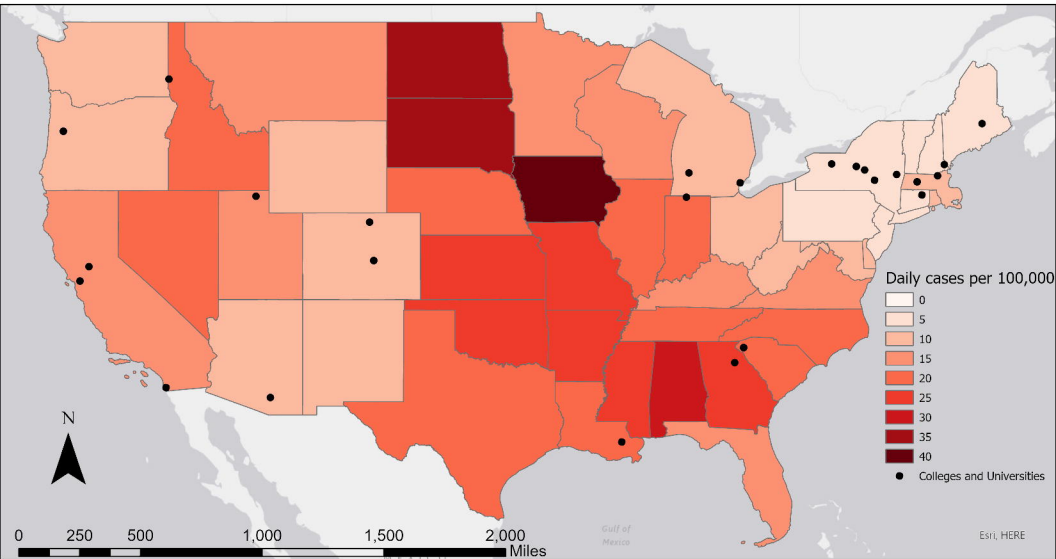 Daily cases per 100,000
0
5
10
15
20
25
30
35
40
Colleges and Universities
N
0 250 500 1,000 1,500 2,000
Miles
Gulf of
Mexico
Esri, HERE